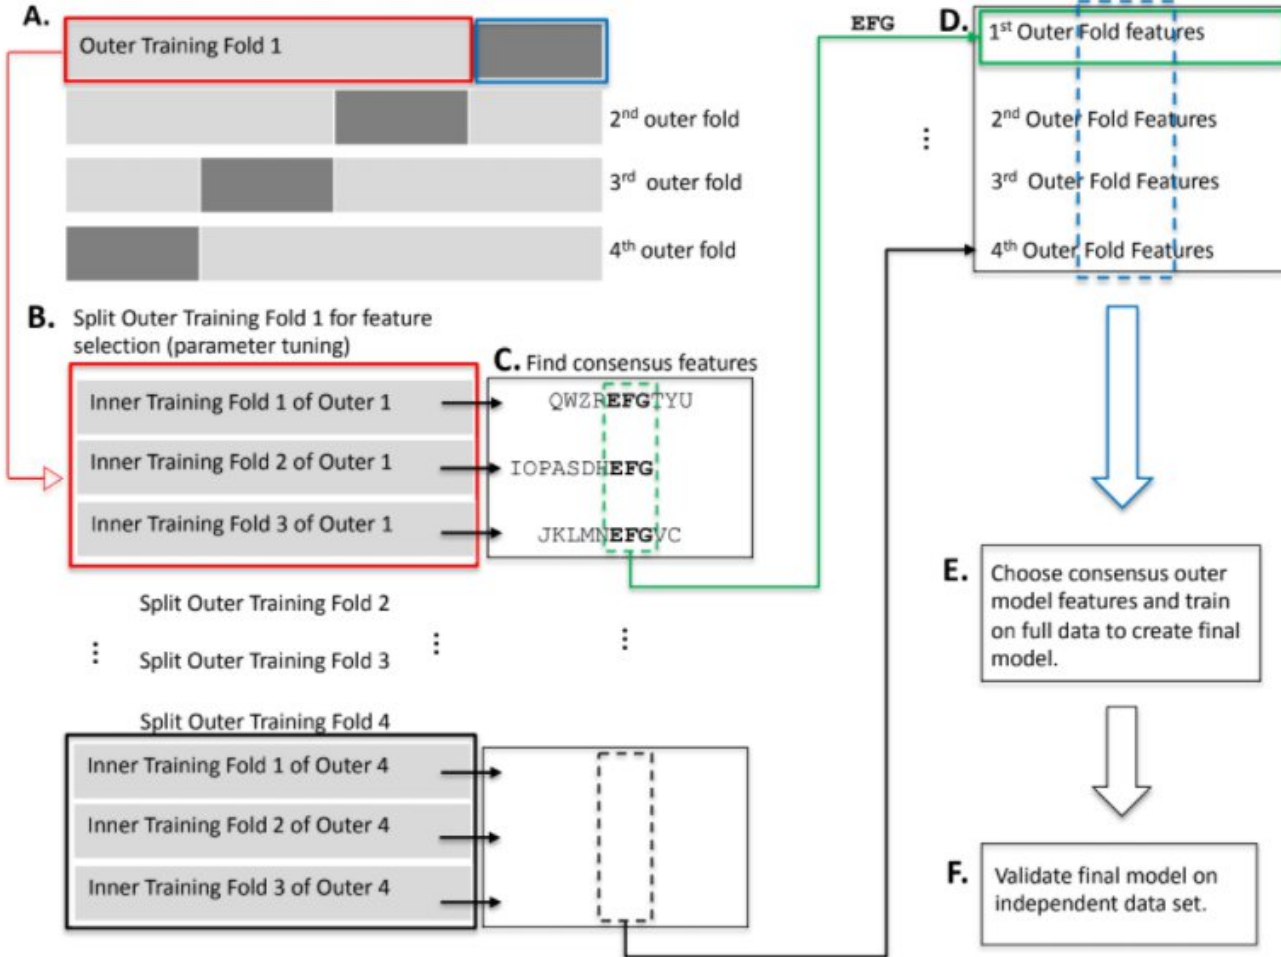 A.
Outer Training Fold 1
2nd outer fold
3rd outer fold
4th outer fold
B. Split Outer Training Fold 1 for feature
selection (parameter tuning)
Inner Training Fold 1 of Outer 1
Inner Training Fold 2 of Outer 1
Inner Training Fold 3 of Outer 1
C. Find consensus features
QWZREFGTYU
IOPASDHEFG
JKLMNEFGVC
Split Outer Training Fold 2
⋮
⋮
⋮
Split Outer Training Fold 3
Split Outer Training Fold 4
Inner Training Fold 1 of Outer 4
Inner Training Fold 2 of Outer 4
Inner Training Fold 3 of Outer 4
EFG
⋮
D.
1st Outer Fold features
2nd Outer Fold Features
3rd Outer Fold Features
4th Outer Fold Features
E. Choose consensus outer
model features and train
on full data to create final
model.
F. Validate final model on
independent data set.